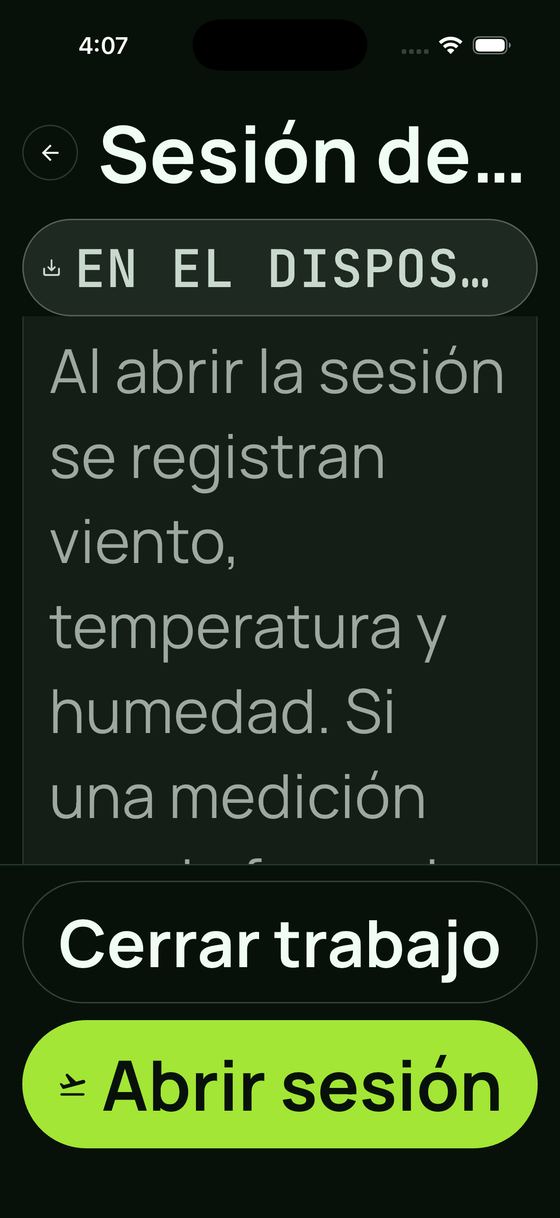 4:07
Sesión de…
EN EL DISPOS…
Al abrir la sesión
se registran
viento,
temperatura y
humedad. Si
una medición
Cerrar trabajo
Abrir sesión